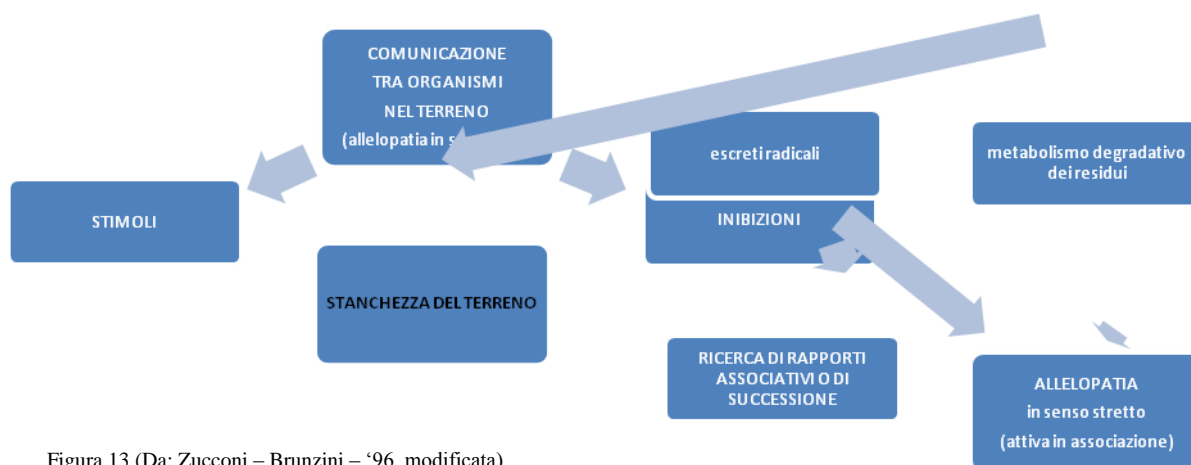 COMUNICAZIONE
TRA ORGANISMI
NEL TERRENO
(allelopatia in
escreti radicali
metabolismo degradativo
dei residui
STIMOLI
INIBIZIONI
STANCHEZZA DEL TERRENO
RICERCA DI RAPPORTI
ASSOCIATIVI O DI
SUCCESSIONE
ALLELOPATIA
in senso stretto
(attiva in associazione)
Figura 13 (Da: Zucconi – Brunzini – ‘96, modificata)